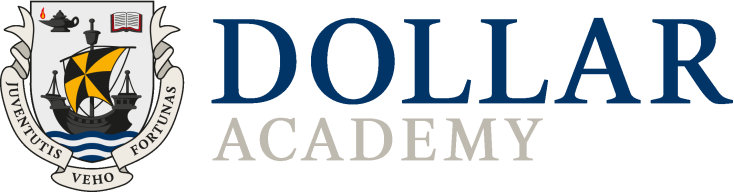 DOLLAR
ACADEMY
JUVENTUTIS
VEHO
FORTUNAS